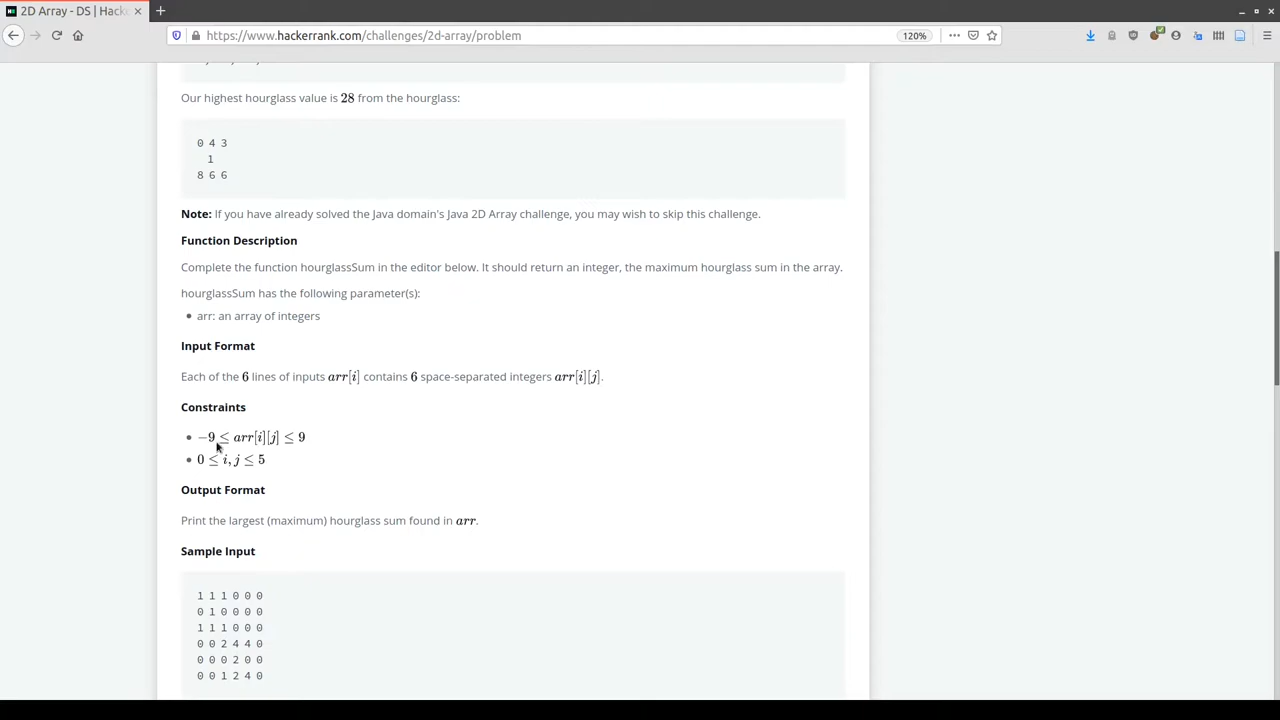 2D Array - DS | Hacke
https://www.hackerrank.com/challenges/2d-array/problem
120%
Our highest hourglass value is 28 from the hourglass:
0 4 3
1
8 6 6
Note: If you have already solved the Java domain's Java 2D Array challenge, you may wish to skip this challenge.
Function Description
Complete the function hourglassSum in the editor below. It should return an integer, the maximum hourglass sum in the array.
hourglassSum has the following parameter(s):
• arr: an array of integers
Input Format
Each of the 6 lines of inputs arr[i] contains 6 space-separated integers arr[i][j].
Constraints
• −9 ≤ arr[i][j] ≤ 9
• 0 ≤ i, j ≤ 5
Output Format
Print the largest (maximum) hourglass sum found in arr.
Sample Input
1 1 1 0 0 0
0 1 0 0 0 0
1 1 1 0 0 0
0 0 2 4 4 0
0 0 0 2 0 0
0 0 1 2 4 0